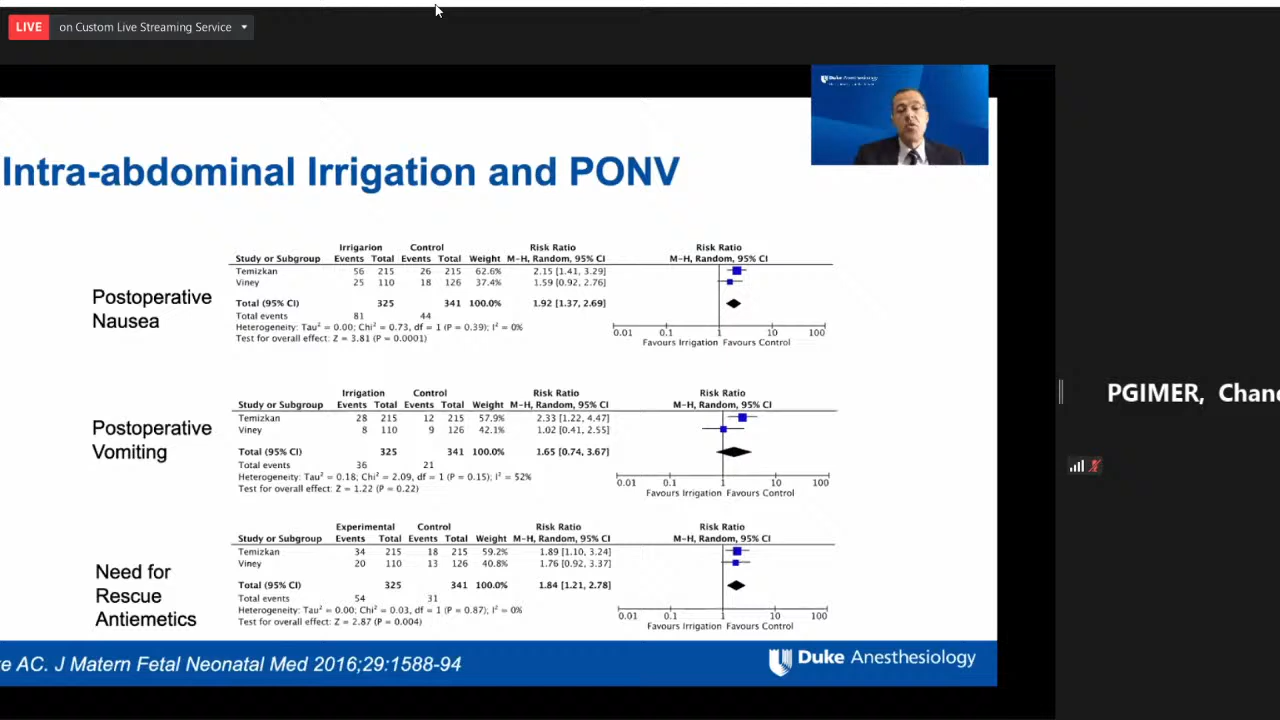 LIVE on Custom Live Streaming Service
Duke Anesthesiology
Intra-abdominal Irrigation and PONV
Postoperative
Nausea
Irrigarion Control Risk Ratio Risk Ratio
Study or Subgroup Events Total Events Total Weight M-H, Random, 95% CI M-H, Random, 95% CI
Temizkan 56 215 26 215 62.6% 2.15 [1.41, 3.29]
Viney 25 110 18 126 37.4% 1.59 [0.92, 2.76]
Total (95% CI) 325 341 100.0% 1.92 [1.37, 2.69]
Total events 81 44
Heterogeneity: Tau² = 0.00; Chi² = 0.73, df = 1 (P = 0.39); I² = 0%
Test for overall effect: Z = 3.81 (P = 0.0001)
0.01 0.1 1 10 100
Favours Irrigation Favours Control
Postoperative
Vomiting
Irrigation Control Risk Ratio Risk Ratio
Study or Subgroup Events Total Events Total Weight M-H, Random, 95% CI M-H, Random, 95% CI
Temizkan 28 215 12 215 57.9% 2.33 [1.22, 4.47]
Viney 8 110 9 126 42.1% 1.02 [0.41, 2.55]
Total (95% CI) 325 341 100.0% 1.65 [0.74, 3.67]
Total events 36 21
Heterogeneity: Tau² = 0.18; Chi² = 2.09, df = 1 (P = 0.15); I² = 52%
Test for overall effect: Z = 1.22 (P = 0.22)
0.01 0.1 1 10 100
Favours Irrigation Favours Control
Need for
Rescue
Antiemetics
Experimental Control Risk Ratio Risk Ratio
Study or Subgroup Events Total Events Total Weight M-H, Random, 95% CI M-H, Random, 95% CI
Temizkan 34 215 18 215 59.2% 1.89 [1.10, 3.24]
Viney 20 110 13 126 40.8% 1.76 [0.92, 3.37]
Total (95% CI) 325 341 100.0% 1.84 [1.21, 2.78]
Total events 54 31
Heterogeneity: Tau² = 0.00; Chi² = 0.03, df = 1 (P = 0.87); I² = 0%
Test for overall effect: Z = 2.87 (P = 0.004)
0.01 0.1 1 10 100
Favours Irrigation Favours Control
e AC. J Matern Fetal Neonatal Med 2016;29:1588-94
Duke Anesthesiology
PGIMER, Chan